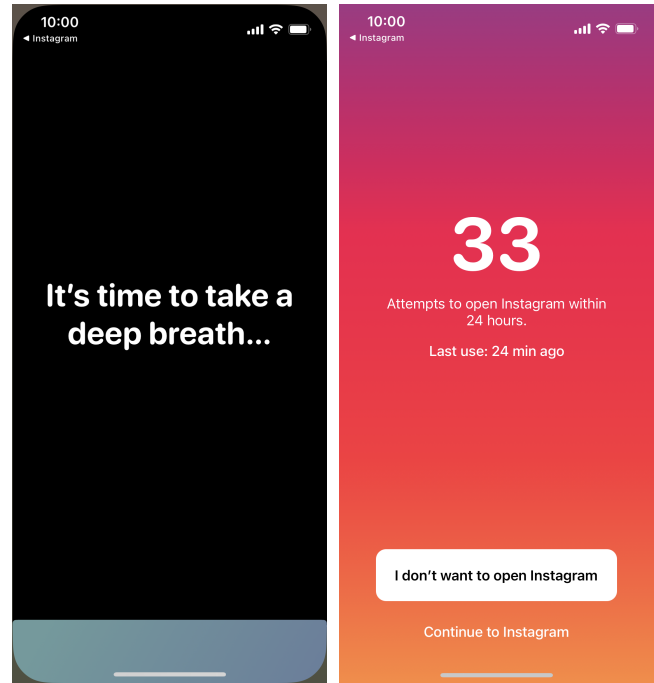 10:00
◀ Instagram
It's time to take a
deep breath...
10:00
◀ Instagram
33
Attempts to open Instagram within
24 hours.
Last use: 24 min ago
I don't want to open Instagram
Continue to Instagram